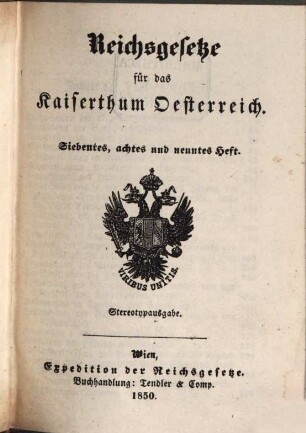 Reichsgesetze
für das
Kaiserthum Oesterreich.
Siebentes, achtes und neuntes Heft.
VIRIBUS UNITIS.
Stereotypausgabe.
Wien,
Expedition der Reichsgesetze.
Buchhandlung: Tendler & Comp.
1850.